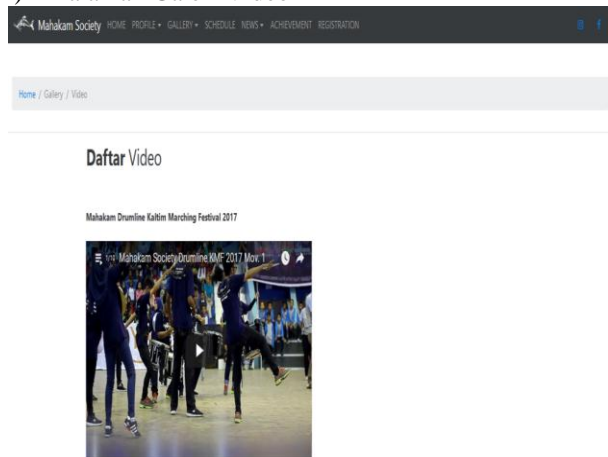 Mahakam Society HOME PROFILE GALLERY SCHEDULE NEWS ACHIEVEMENT REGISTRATION
Home / Gallery / Video
Daftar Video
Mahakam Drumline Kaltim Marching Festival 2017
Mahakam Society Drumline KMF 2017 Mov. 1